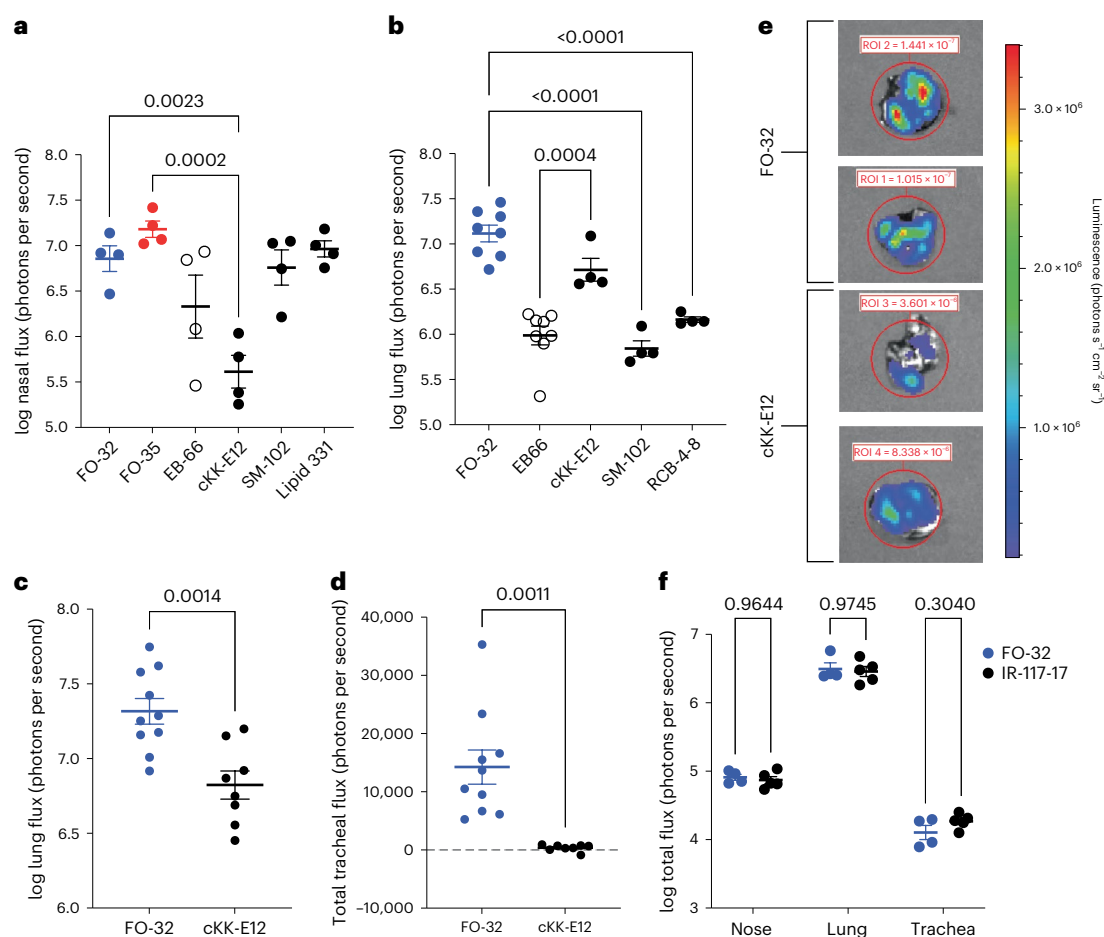 a
0.0023
0.0002
log nasal flux (photons per second)
8.0
7.5
7.0
6.5
6.0
5.5
5.0
FO-32
FO-35
EB-66
cKK-E12
SM-102
Lipid 331
b
<0.0001
<0.0001
0.0004
log lung flux (photons per second)
8.0
7.5
7.0
6.5
6.0
5.5
5.0
FO-32
EB66
cKK-E12
SM-102
RCB-4-8
e
FO-32
cKK-E12
ROI 2 = 1.441 × 10⁻⁷
ROI 1 = 1.015 × 10⁻⁷
ROI 3 = 3.601 × 10⁻⁶
ROI 4 = 8.338 × 10⁻⁶
3.0 × 10⁶
2.0 × 10⁶
1.0 × 10⁶
Luminescence (photons s⁻¹ cm⁻² sr⁻¹)
c
0.0014
log lung flux (photons per second)
8.0
7.5
7.0
6.5
6.0
FO-32
cKK-E12
d
0.0011
Total tracheal flux (photons per second)
40,000
30,000
20,000
10,000
0
–10,000
FO-32
cKK-E12
f
0.9644
0.9745
0.3040
log total flux (photons per second)
7
6
5
4
3
Nose
Lung
Trachea
FO-32
IR-117-17